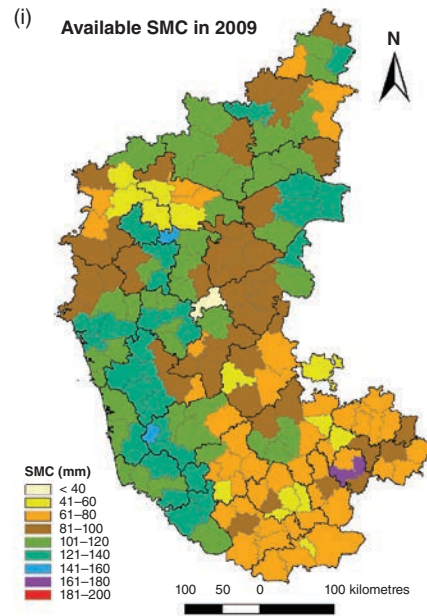 (i)
Available SMC in 2009
N
SMC (mm)
< 40
41–60
61–80
81–100
101–120
121–140
141–160
161–180
181–200
100 50 0 100 kilometres